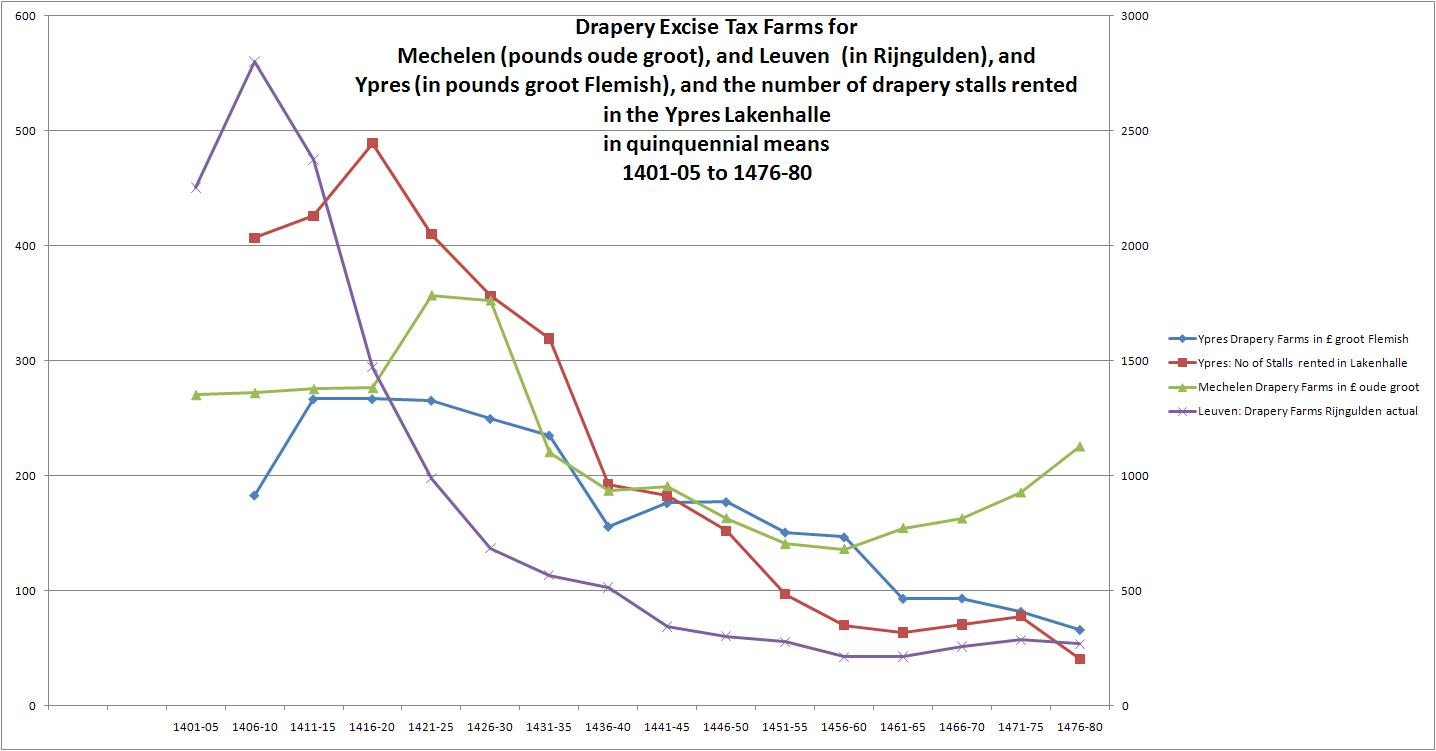 Drapery Excise Tax Farms for
Mechelen (pounds oude groot), and Leuven (in Rijngulden), and
Ypres (in pounds groot Flemish), and the number of drapery stalls rented
in the Ypres Lakenhalle
in quinquennial means
1401-05 to 1476-80
600
500
400
300
200
100
0
3000
2500
2000
1500
1000
500
0
Ypres Drapery Farms in £ groot Flemish
Ypres: No of Stalls rented in Lakenhalle
Mechelen Drapery Farms in £ oude groot
Leuven: Drapery Farms Rijngulden actual
1401-05 1406-10 1411-15 1416-20 1421-25 1426-30 1431-35 1436-40 1441-45 1446-50 1451-55 1456-60 1461-65 1466-70 1471-75 1476-80